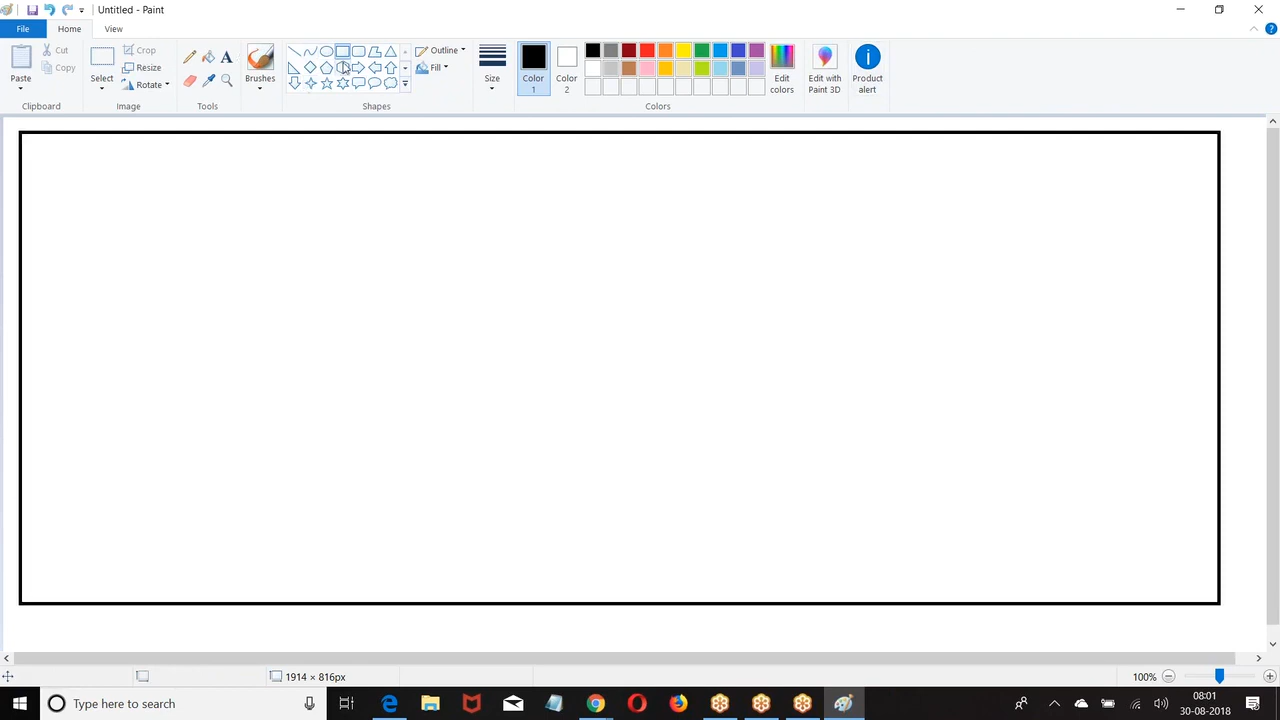 Untitled - Paint
File Home View
Paste
Cut
Copy
Clipboard
Select
Crop
Resize
Rotate
Image
A
Tools
Brushes
Shapes
Outline
Fill
Size
Color 1
Color 2
Colors
Edit colors
Edit with Paint 3D
Product alert
1914 × 816px
100%
Type here to search
08:01
30-08-2018